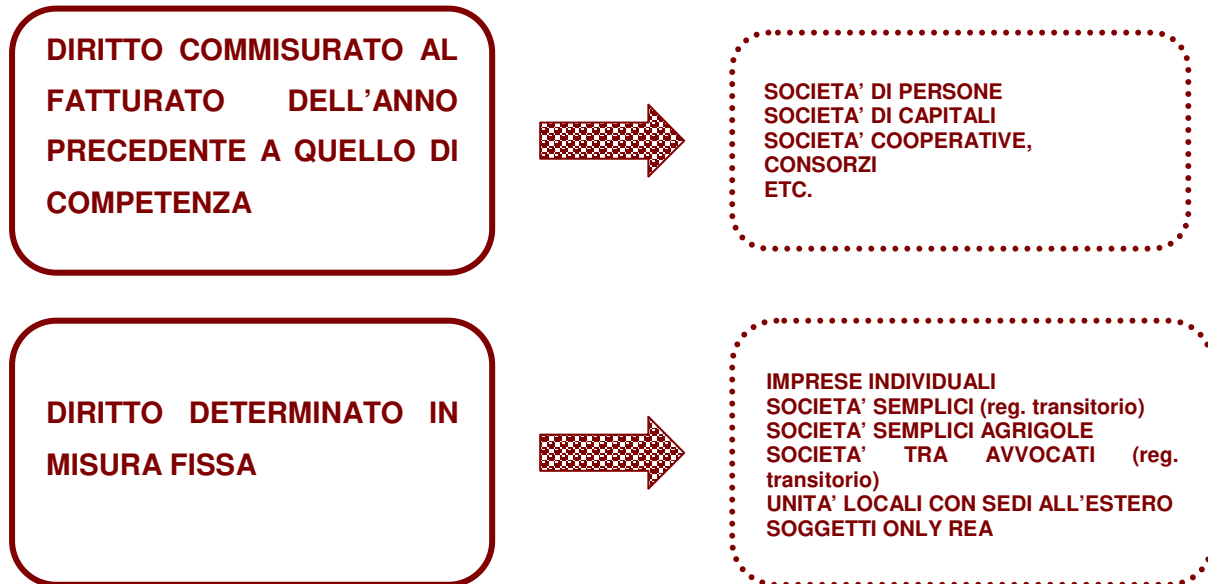 DIRITTO COMMISURATO AL
FATTURATO DELL’ANNO
PRECEDENTE A QUELLO DI
COMPETENZA
SOCIETA’ DI PERSONE
SOCIETA’ DI CAPITALI
SOCIETA’ COOPERATIVE,
CONSORZI
ETC.
DIRITTO DETERMINATO IN
MISURA FISSA
IMPRESE INDIVIDUALI
SOCIETA’ SEMPLICI (reg. transitorio)
SOCIETA’ SEMPLICI AGRIGOLE
SOCIETA’ TRA AVVOCATI (reg.
transitorio)
UNITA’ LOCALI CON SEDI ALL’ESTERO
SOGGETTI ONLY REA